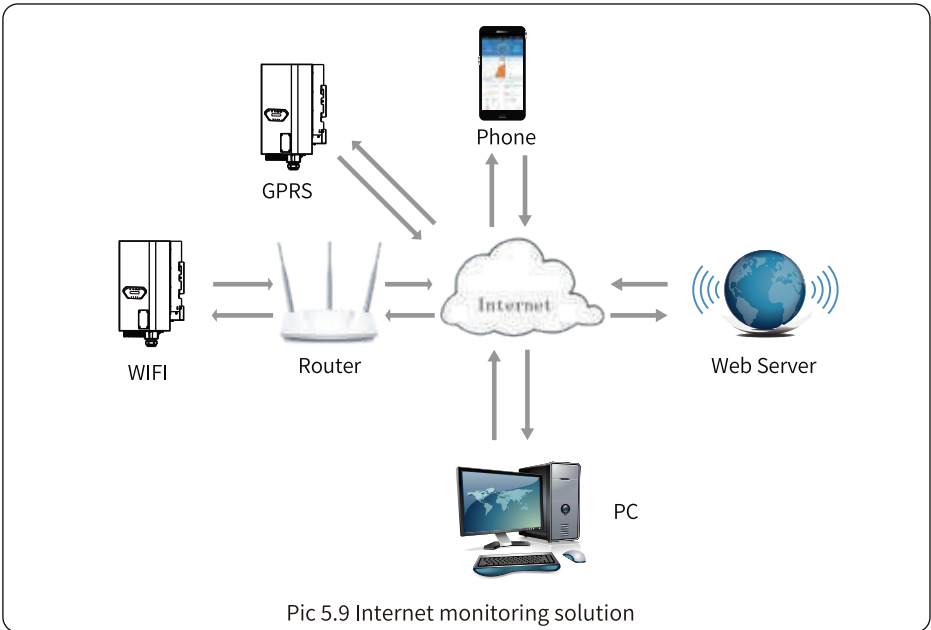 Phone
GPRS
Internet
WIFI
Router
Web Server
PC
Pic 5.9 Internet monitoring solution